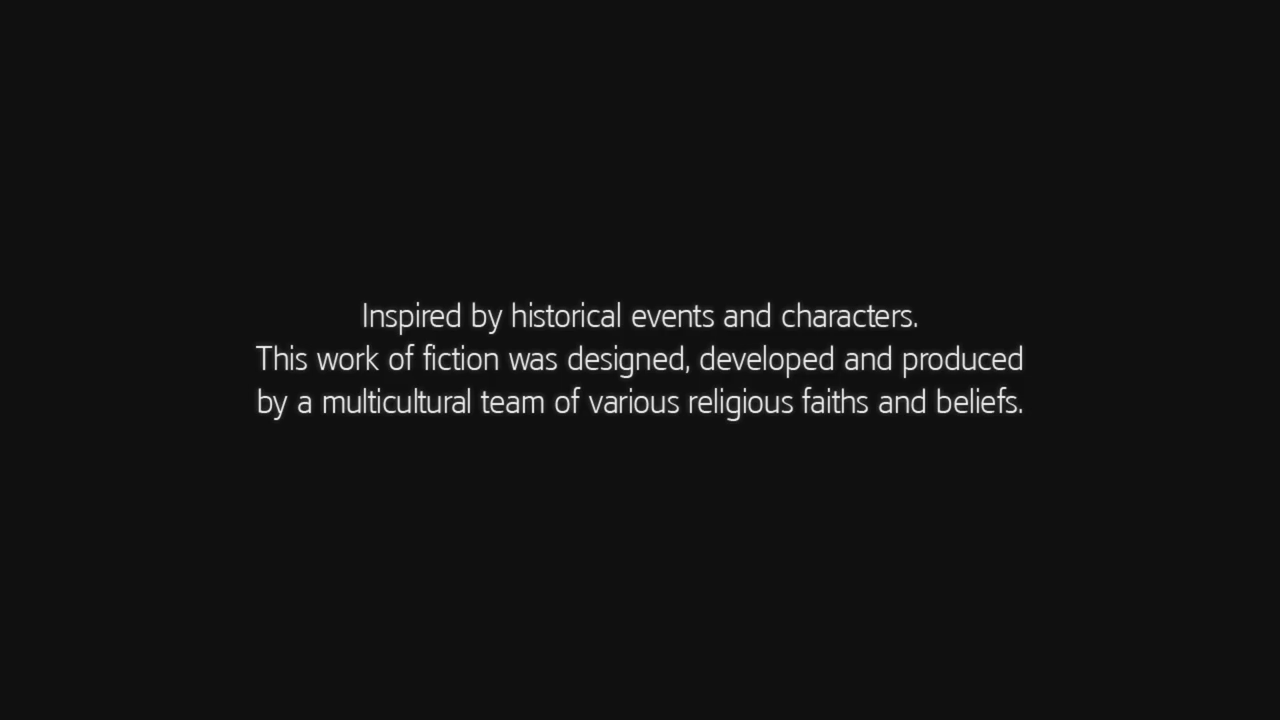 Inspired by historical events and characters.
This work of fiction was designed, developed and produced
by a multicultural team of various religious faiths and beliefs.